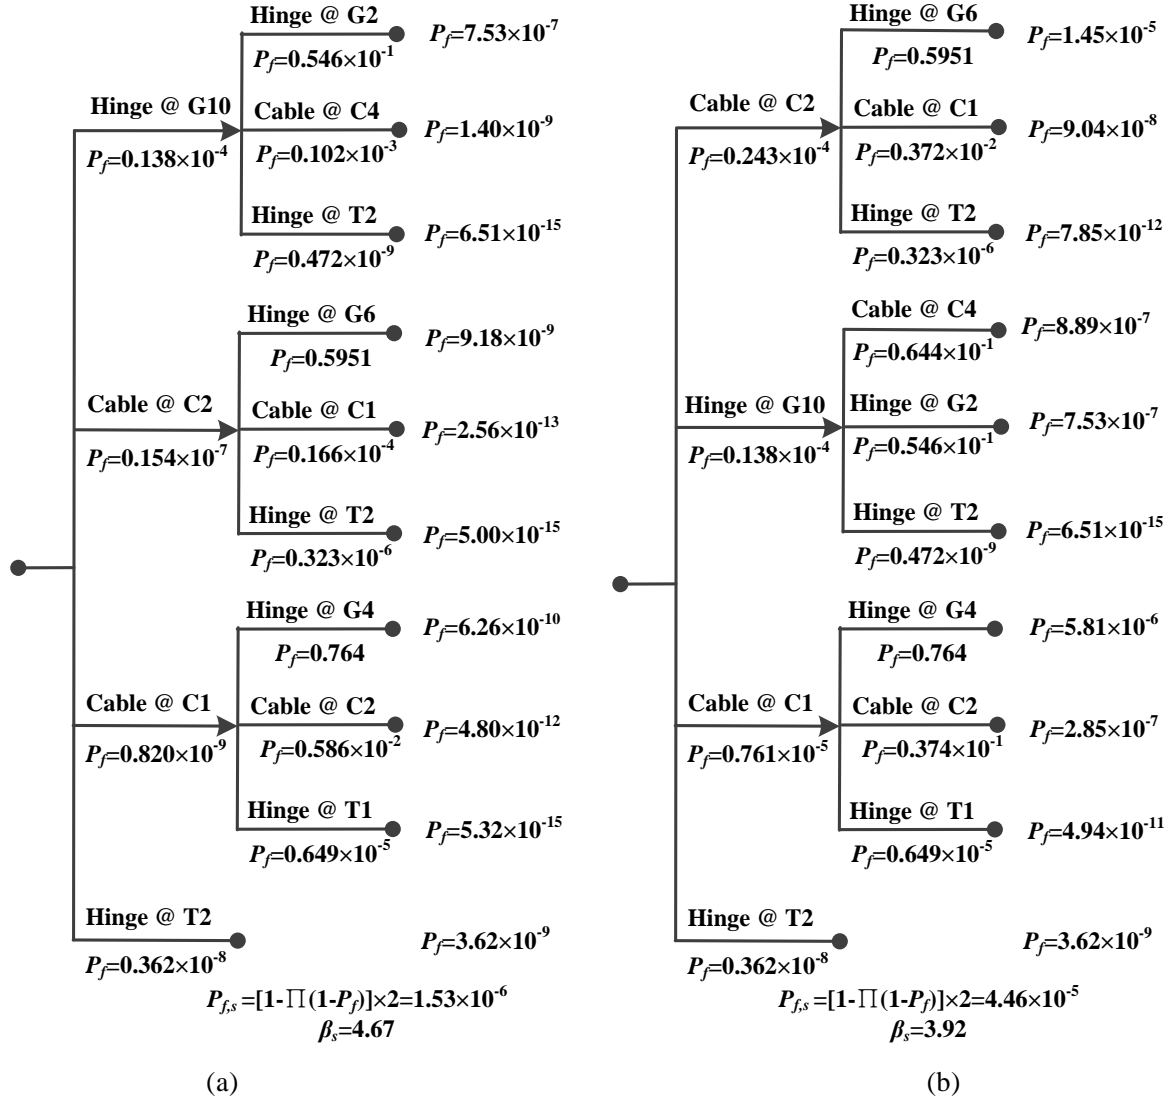 Hinge @ G2
P_f=0.546×10^-1
P_f=7.53×10^-7
Hinge @ G10
P_f=0.138×10^-4
Cable @ C4
P_f=0.102×10^-3
P_f=1.40×10^-9
Hinge @ T2
P_f=0.472×10^-9
P_f=6.51×10^-15
Hinge @ G6
P_f=0.5951
P_f=9.18×10^-9
Cable @ C2
P_f=0.154×10^-7
Cable @ C1
P_f=0.166×10^-4
P_f=2.56×10^-13
Hinge @ T2
P_f=0.323×10^-6
P_f=5.00×10^-15
Hinge @ G4
P_f=0.764
P_f=6.26×10^-10
Cable @ C1
P_f=0.820×10^-9
Cable @ C2
P_f=0.586×10^-2
P_f=4.80×10^-12
Hinge @ T1
P_f=0.649×10^-5
P_f=5.32×10^-15
Hinge @ T2
P_f=0.362×10^-8
P_f=3.62×10^-9
P_f,s=[1-∏(1-P_f)]×2=1.53×10^-6
β_s=4.67
(a)
Hinge @ G6
P_f=0.5951
P_f=1.45×10^-5
Cable @ C2
P_f=0.243×10^-4
Cable @ C1
P_f=0.372×10^-2
P_f=9.04×10^-8
Hinge @ T2
P_f=0.323×10^-6
P_f=7.85×10^-12
Cable @ C4
P_f=0.644×10^-1
P_f=8.89×10^-7
Hinge @ G10
P_f=0.138×10^-4
Hinge @ G2
P_f=0.546×10^-1
P_f=7.53×10^-7
Hinge @ T2
P_f=0.472×10^-9
P_f=6.51×10^-15
Hinge @ G4
P_f=0.764
P_f=5.81×10^-6
Cable @ C1
P_f=0.761×10^-5
Cable @ C2
P_f=0.374×10^-1
P_f=2.85×10^-7
Hinge @ T1
P_f=0.649×10^-5
P_f=4.94×10^-11
Hinge @ T2
P_f=0.362×10^-8
P_f=3.62×10^-9
P_f,s=[1-∏(1-P_f)]×2=4.46×10^-5
β_s=3.92
(b)